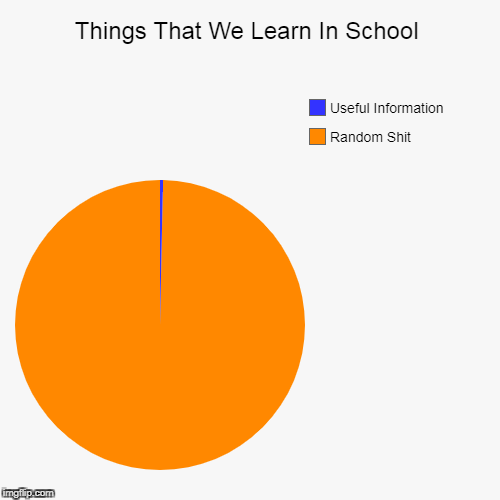 Things That We Learn In School
Useful Information
Random Shit
imgflip.com